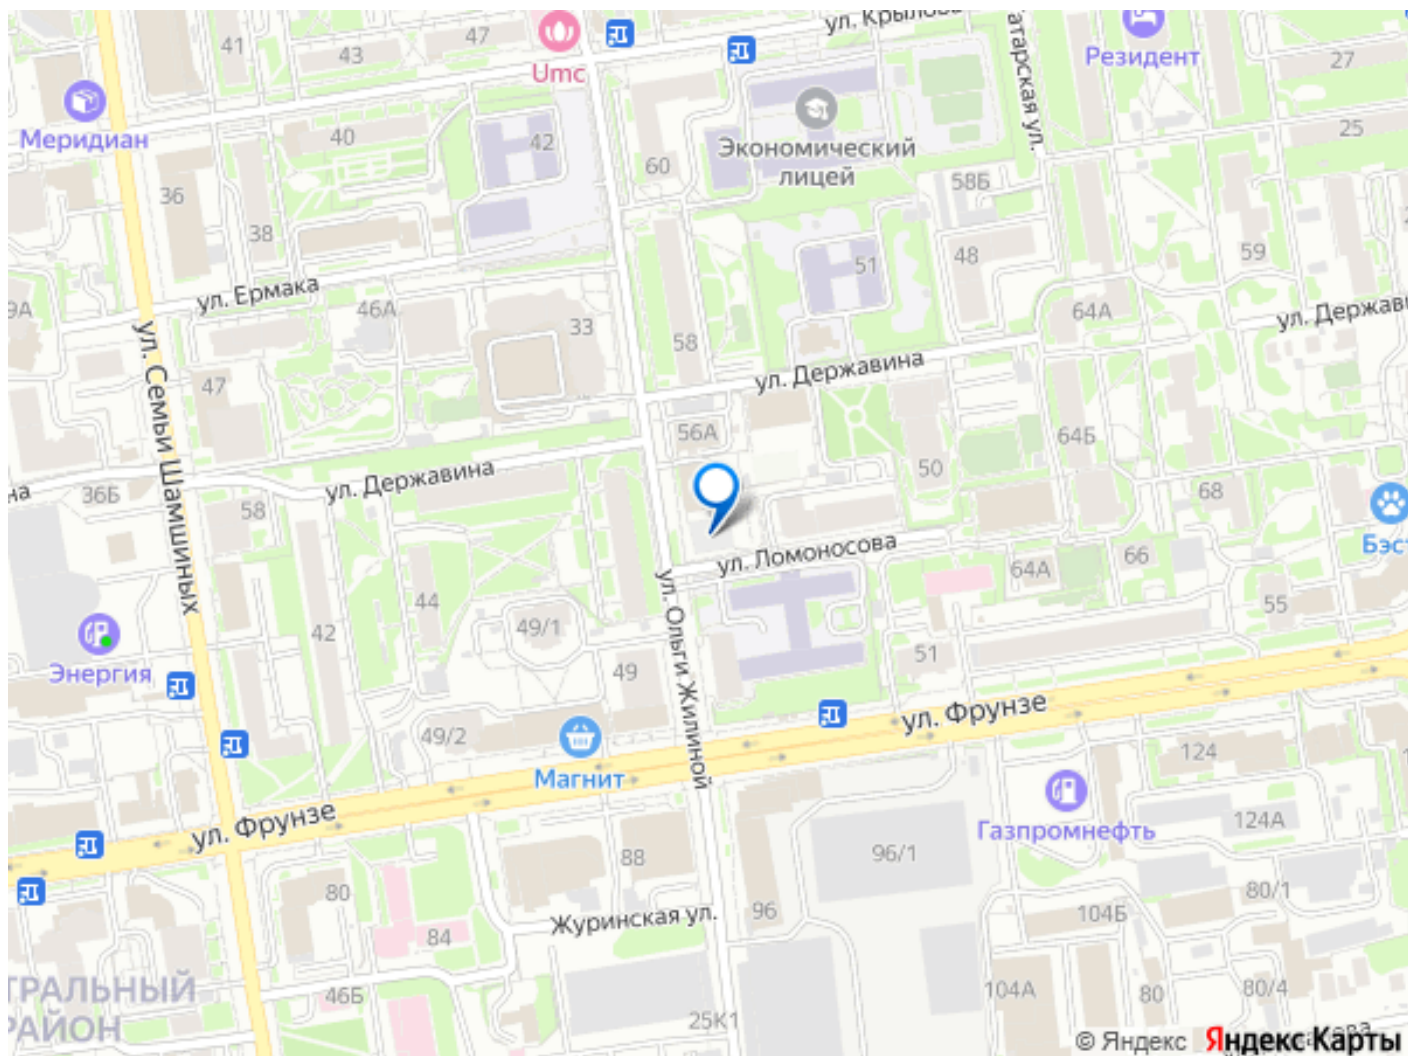 ул. Крылова
41
43
47
Umc
Татарская ул.
Резидент
27
Меридиан
40
42
60
Экономический
лицей
25
36
58Б
38
48
59
51
ул. Ермака
9А
46А
33
58
64А
ул. Держави
ул. Державина
47
ул. Семьи Шамшиных
56А
64Б
на
36Б
ул. Державина
50
68
58
Бэст
ул. Ломоносова
64А
66
44
42
49/1
55
Энергия
ул. Ольги Жилиной
49
51
ул. Фрунзе
49/2
124
Магнит
ул. Фрунзе
Газпромнефть
124А
88
96/1
80
80/1
Журинская ул.
96
104Б
84
ТРАЛЬНЫЙ
РАЙОН
46Б
104А
80
80/4
25К1
© Яндекс Яндекс Карты